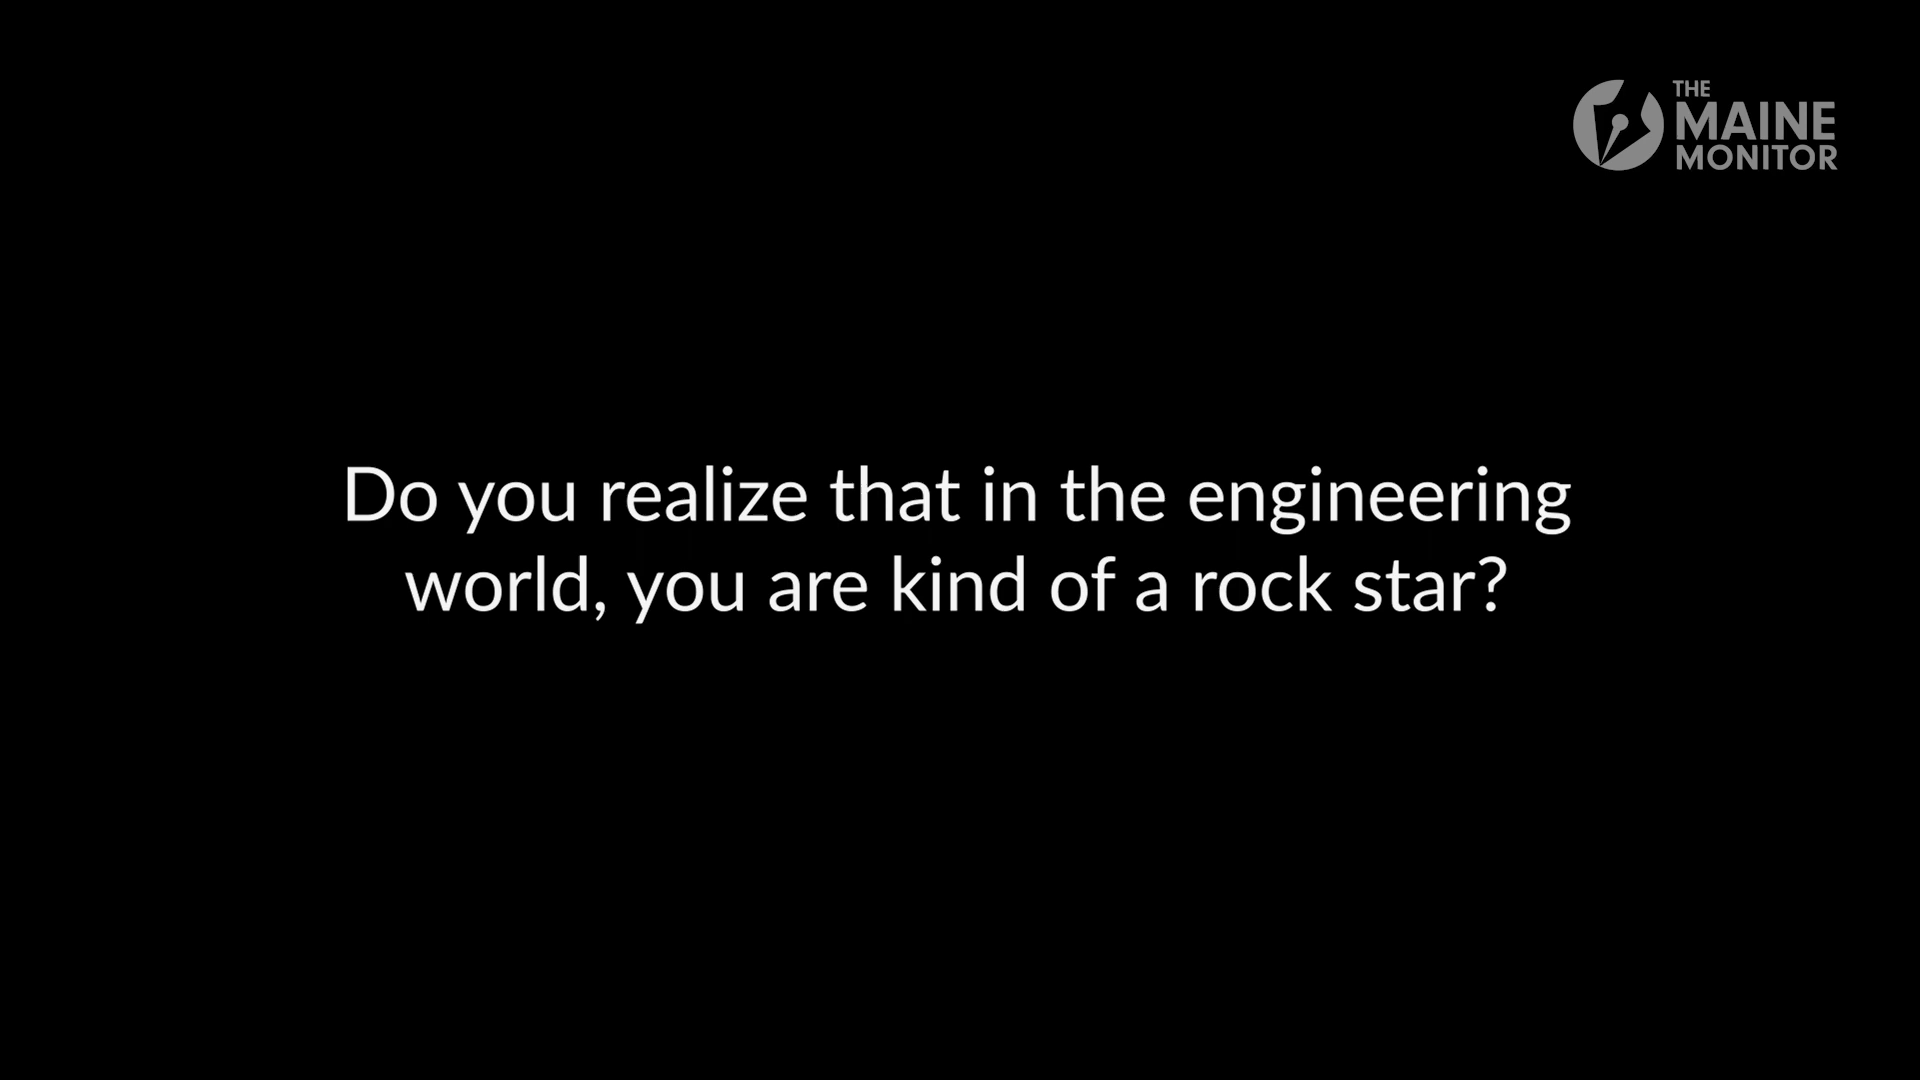 THE
MAINE
MONITOR
Do you realize that in the engineering
world, you are kind of a rock star?